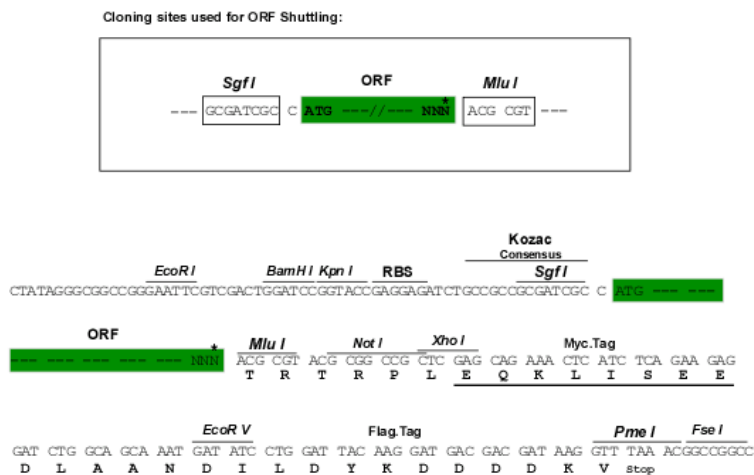 Cloning sites used for ORF Shuttling:
Sgf I ORF Mlu I
--- GCGATCGC C ATG ---//--- NNN* ACG CGT ---
Kozac
Consensus
EcoR I BamH I Kpn I RBS Sgf I
CTATAGGGCGGCCGGGAATTCGTCGACTGGATCCGGTACCGAGGAGATCTGCCGCCGCGATCGC C ATG --- ---
ORF Mlu I Not I Xho I Myc.Tag
--- --- --- --- --- --- NNN* ACG CGT ACG CGG CCG CTC GAG CAG AAA CTC ATC TCA GAA GAG
T R T R P L E Q K L I S E E
EcoR V Flag.Tag Pme I Fse I
GAT CTG GCA GCA AAT GAT ATC CTG GAT TAC AAG GAT GAC GAC GAT AAG GTT TAA ACGGCCGGCC
D L A A N D I L D Y K D D D D K V Stop